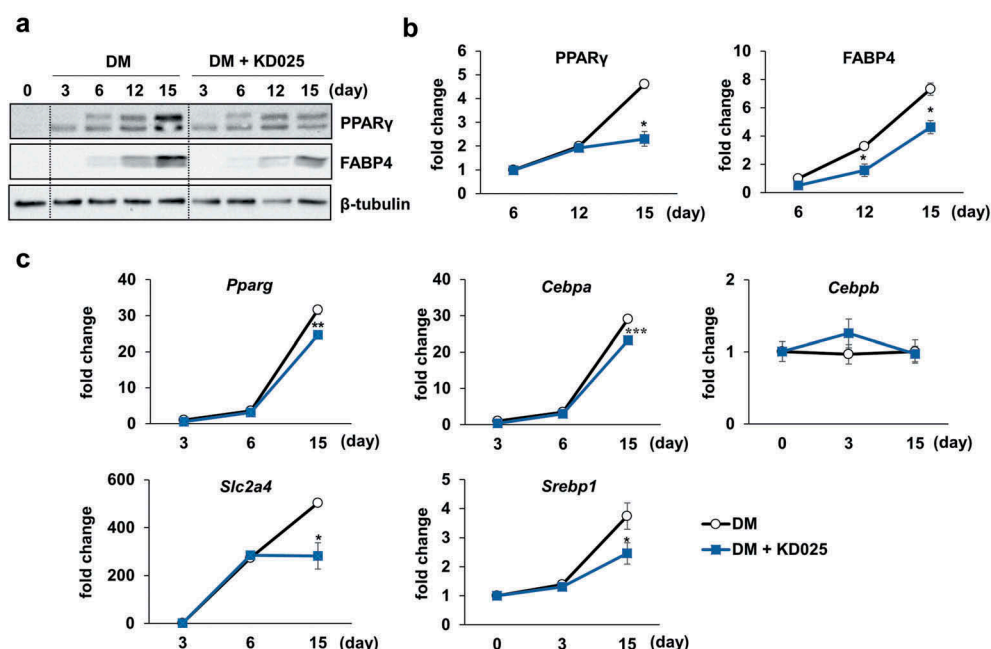 a
DM DM + KD025
0 3 6 12 15 3 6 12 15 (day)
PPARγ
FABP4
β-tubulin
b
PPARγ
fold change
6
5
4
3
2
1
0
*
6 12 15 (day)
FABP4
fold change
10
8
6
4
2
0
*
*
6 12 15 (day)
c
Pparg
fold change
40
30
20
10
0
**
3 6 15 (day)
Cebpa
fold change
40
30
20
10
0
***
3 6 15 (day)
Cebpb
fold change
2
1
0
0 3 15 (day)
Slc2a4
fold change
600
400
200
0
*
3 6 15 (day)
Srebp1
fold change
5
4
3
2
1
0
*
0 3 15 (day)
DM
DM + KD025